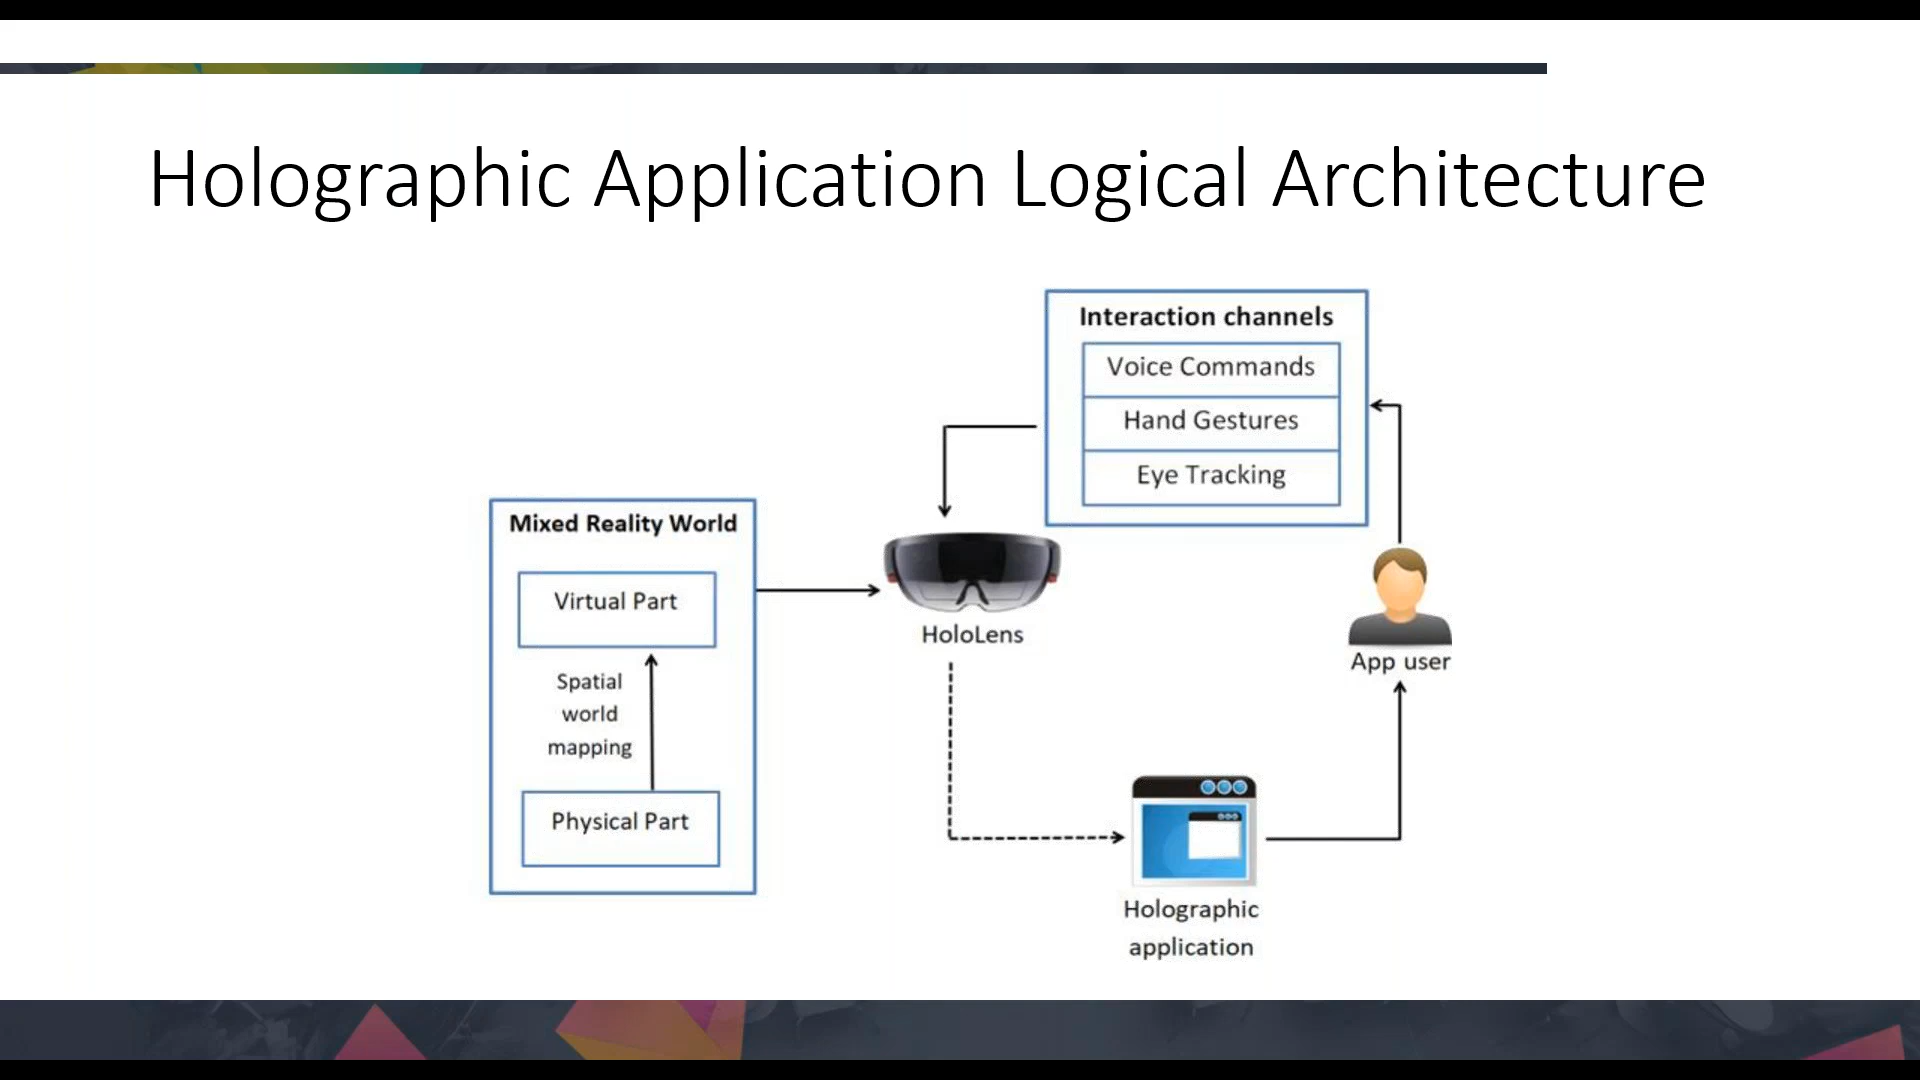 Holographic Application Logical Architecture
Interaction channels
Voice Commands
Hand Gestures
Eye Tracking
Mixed Reality World
Virtual Part
Spatial
world
mapping
Physical Part
HoloLens
App user
Holographic
application